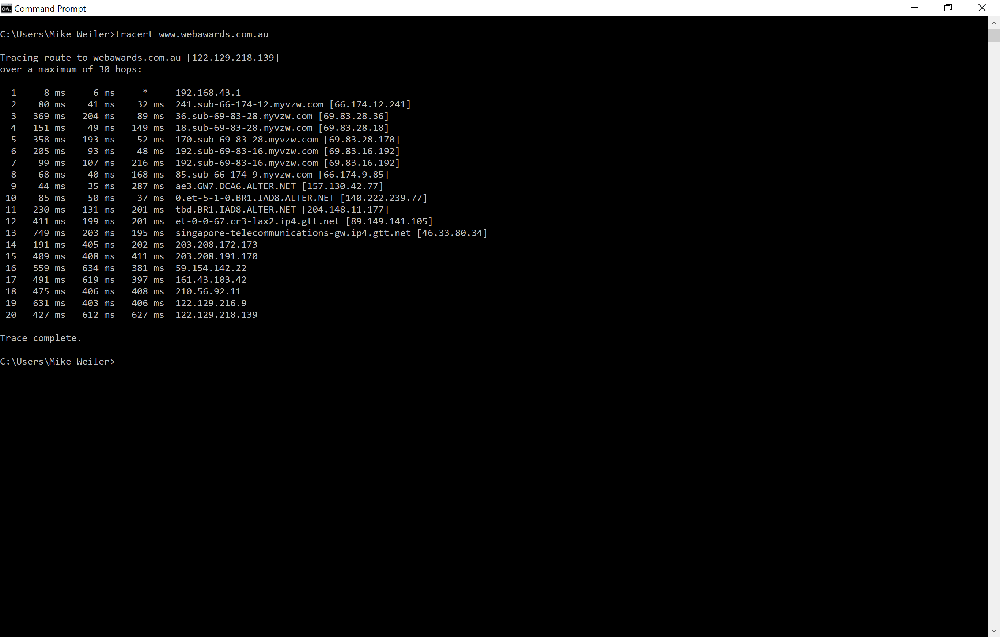 Command Prompt
C:\Users\Mike Weiler>tracert www.webawards.com.au
Tracing route to webawards.com.au [122.129.218.139]
over a maximum of 30 hops:
1 8 ms 6 ms * 192.168.43.1
2 80 ms 41 ms 32 ms 241.sub-66-174-12.myvzw.com [66.174.12.241]
3 369 ms 204 ms 89 ms 36.sub-69-83-28.myvzw.com [69.83.28.36]
4 151 ms 49 ms 149 ms 18.sub-69-83-28.myvzw.com [69.83.28.18]
5 358 ms 193 ms 52 ms 170.sub-69-83-28.myvzw.com [69.83.28.170]
6 205 ms 93 ms 48 ms 192.sub-69-83-16.myvzw.com [69.83.16.192]
7 99 ms 107 ms 216 ms 192.sub-69-83-16.myvzw.com [69.83.16.192]
8 68 ms 40 ms 168 ms 85.sub-66-174-9.myvzw.com [66.174.9.85]
9 44 ms 35 ms 287 ms ae3.GW7.DCA6.ALTER.NET [157.130.42.77]
10 85 ms 50 ms 37 ms 0.et-5-1-0.BR1.IAD8.ALTER.NET [140.222.239.77]
11 230 ms 131 ms 201 ms tbd.BR1.IAD8.ALTER.NET [204.148.11.177]
12 411 ms 199 ms 201 ms et-0-0-67.cr3-lax2.ip4.gtt.net [89.149.141.105]
13 749 ms 203 ms 195 ms singapore-telecommunications-gw.ip4.gtt.net [46.33.80.34]
14 191 ms 405 ms 202 ms 203.208.172.173
15 409 ms 408 ms 411 ms 203.208.191.170
16 559 ms 634 ms 381 ms 59.154.142.22
17 491 ms 619 ms 397 ms 161.43.103.42
18 475 ms 406 ms 408 ms 210.56.92.11
19 631 ms 403 ms 406 ms 122.129.216.9
20 427 ms 612 ms 627 ms 122.129.218.139
Trace complete.
C:\Users\Mike Weiler>